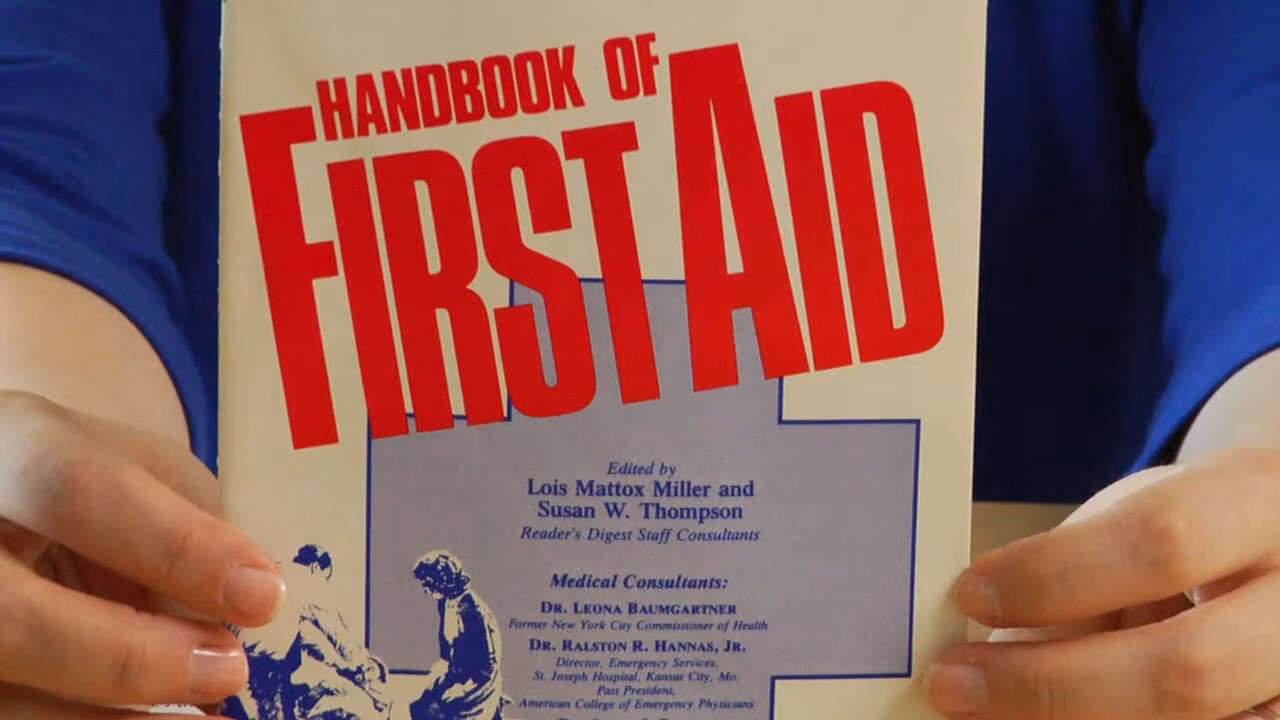 HANDBOOK OF
FIRST AID
Edited by
Lois Mattox Miller and
Susan W. Thompson
Reader's Digest Staff Consultants
Medical Consultants:
DR. LEONA BAUMGARTNER
Former New York City Commissioner of Health
DR. RALSTON R. HANNAS, JR.
Director, Emergency Services,
St. Joseph Hospital, Kansas City, Mo.
Past President,
American College of Emergency Physicians